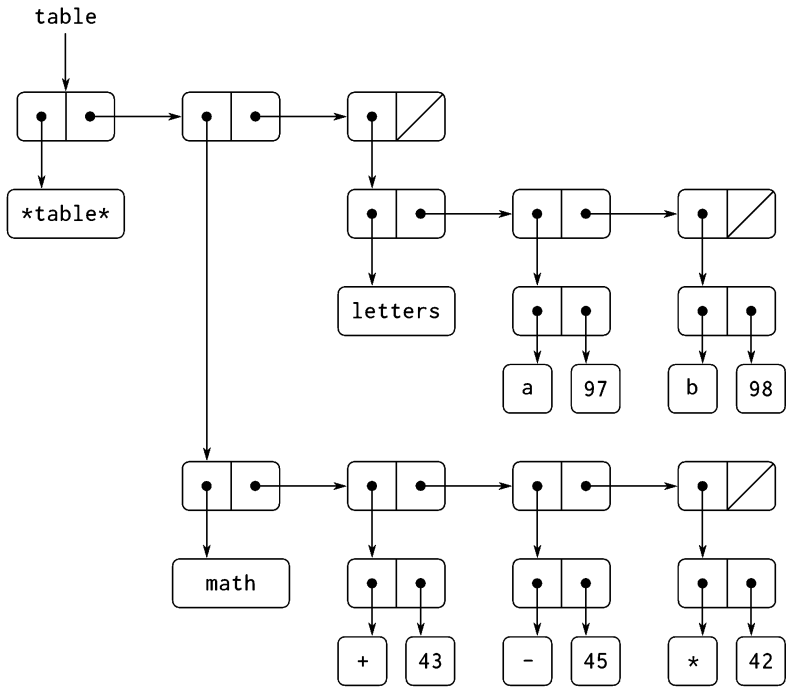 table
*table*
letters
a 97 b 98
math
+ 43 - 45 * 42